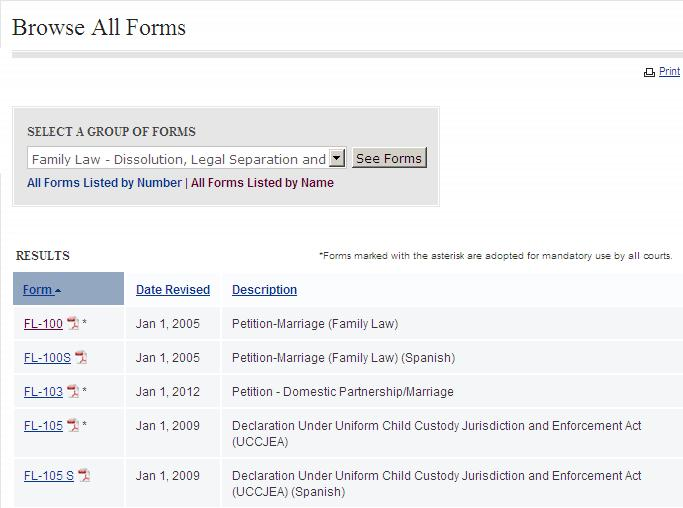 Browse All Forms
Print
SELECT A GROUP OF FORMS
Family Law - Dissolution, Legal Separation and
See Forms
All Forms Listed by Number | All Forms Listed by Name
RESULTS
*Forms marked with the asterisk are adopted for mandatory use by all courts.
Form Date Revised Description
FL-100 * Jan 1, 2005 Petition-Marriage (Family Law)
FL-100S Jan 1, 2005 Petition-Marriage (Family Law) (Spanish)
FL-103 * Jan 1, 2012 Petition - Domestic Partnership/Marriage
FL-105 * Jan 1, 2009 Declaration Under Uniform Child Custody Jurisdiction and Enforcement Act
(UCCJEA)
FL-105 S Jan 1, 2009 Declaration Under Uniform Child Custody Jurisdiction and Enforcement Act
(UCCJEA) (Spanish)